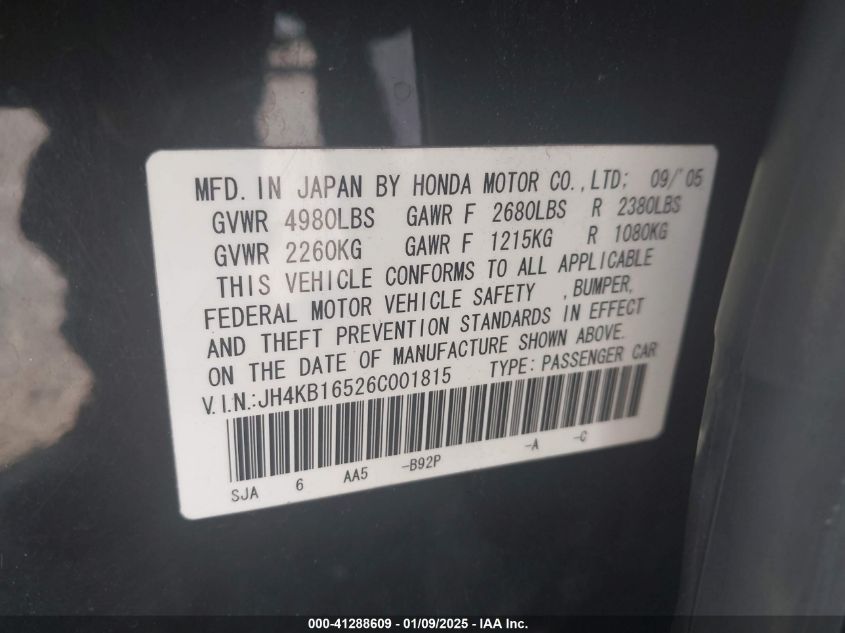 MFD. IN JAPAN BY HONDA MOTOR CO.,LTD; 09/'05
GVWR 4980LBS GAWR F 2680LBS R 2380LBS
GVWR 2260KG GAWR F 1215KG R 1080KG
THIS VEHICLE CONFORMS TO ALL APPLICABLE
FEDERAL MOTOR VEHICLE SAFETY , BUMPER,
AND THEFT PREVENTION STANDARDS IN EFFECT
ON THE DATE OF MANUFACTURE SHOWN ABOVE.
V.I.N.:JH4KB16526C001815 TYPE: PASSENGER CAR
SJA 6 AA5 -B92P -A -C
000-41288609 | 01/09/2025 - IAA Inc.